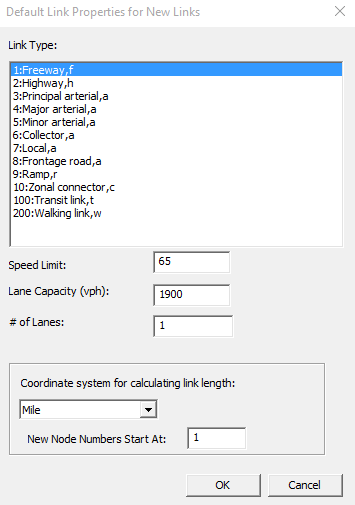 Default Link Properties for New Links
Link Type:
1:Freeway,f
2:Highway,h
3:Principal arterial,a
4:Major arterial,a
5:Minor arterial,a
6:Collector,a
7:Local,a
8:Frontage road,a
9:Ramp,r
10:Zonal connector,c
100:Transit link,t
200:Walking link,w
Speed Limit: 65
Lane Capacity (vph): 1900
# of Lanes: 1
Coordinate system for calculating link length:
Mile
New Node Numbers Start At: 1
OK Cancel